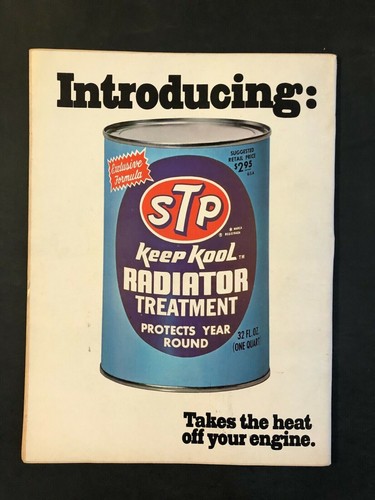 Introducing:
Exclusive
Formula
SUGGESTED
RETAIL PRICE
$2.95
STP
Keep Kool TM
RADIATOR
TREATMENT
PROTECTS YEAR
ROUND
32 FL. OZ.
(ONE QUART)
Takes the heat
off your engine.